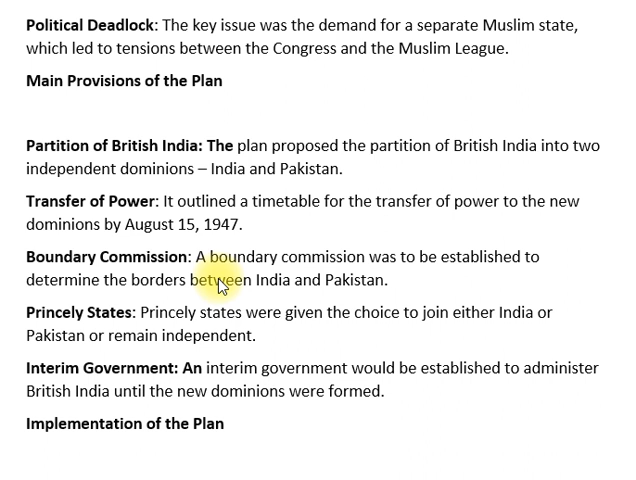 Political Deadlock: The key issue was the demand for a separate Muslim state,
which led to tensions between the Congress and the Muslim League.
Main Provisions of the Plan
Partition of British India: The plan proposed the partition of British India into two
independent dominions – India and Pakistan.
Transfer of Power: It outlined a timetable for the transfer of power to the new
dominions by August 15, 1947.
Boundary Commission: A boundary commission was to be established to
determine the borders between India and Pakistan.
Princely States: Princely states were given the choice to join either India or
Pakistan or remain independent.
Interim Government: An interim government would be established to administer
British India until the new dominions were formed.
Implementation of the Plan